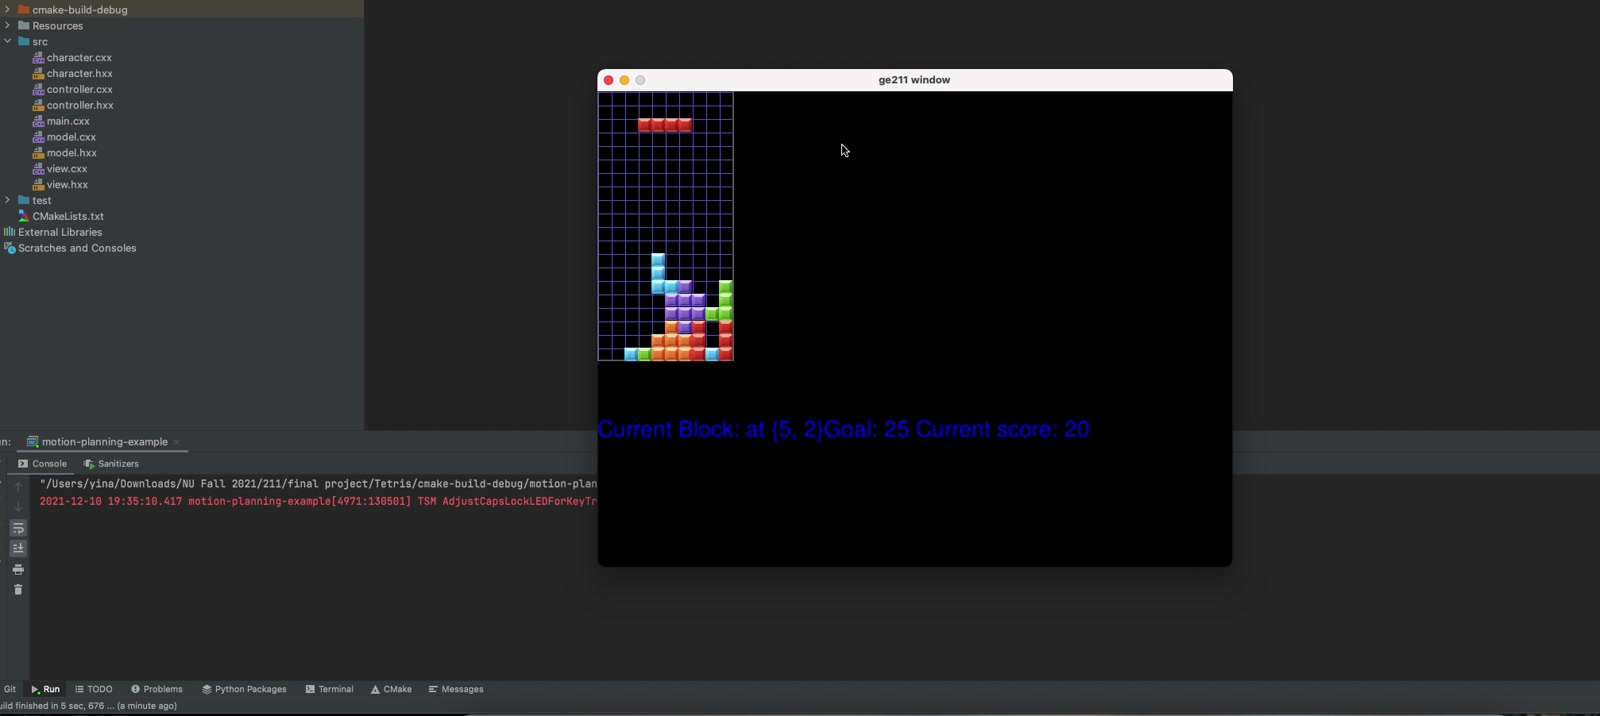 cmake-build-debug
Resources
src
character.cxx
character.hxx
controller.cxx
controller.hxx
main.cxx
model.cxx
model.hxx
view.cxx
view.hxx
test
CMakeLists.txt
External Libraries
Scratches and Consoles
ge211 window
Current Block: at {5, 2}Goal: 25 Current score: 20
un: motion-planning-example
Console Sanitizers
"/Users/yina/Downloads/NU Fall 2021/211/final project/Tetris/cmake-build-debug/motion-plan
2021-12-10 19:35:10.417 motion-planning-example[4971:130501] TSM AdjustCapsLockLEDForKeyTr
Git Run TODO Problems Python Packages Terminal CMake Messages
uild finished in 5 sec, 676 ... (a minute ago)